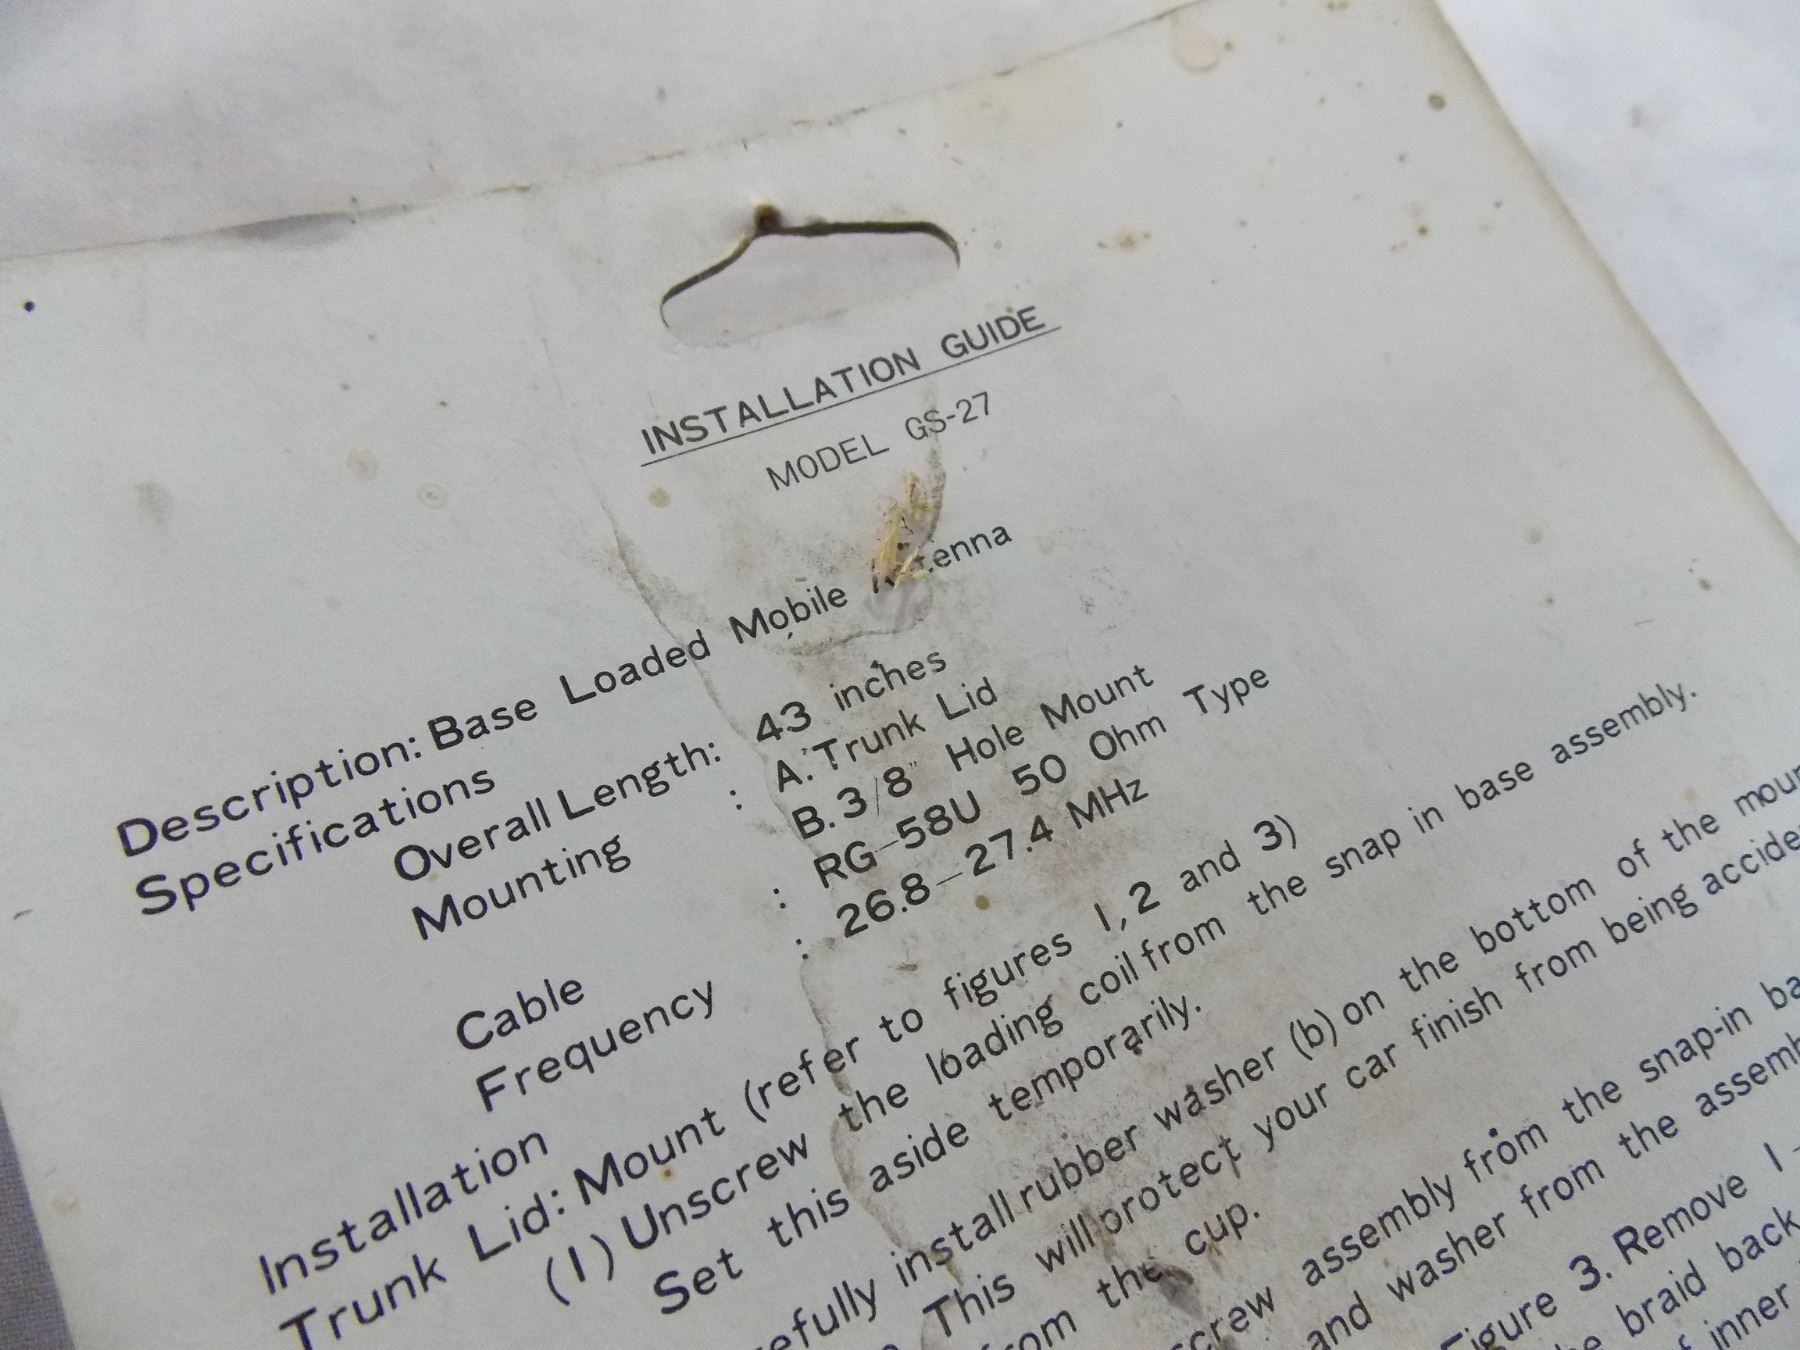 INSTALLATION GUIDE
MODEL GS-27
Description: Base Loaded Mobile
Specifications
Overall Length: 43 inches
Mounting : A. Trunk Lid
B. 3/8" Hole Mount
Cable : RG-58U 50 Ohm Type
Frequency : 26.8-27.4 MHz
Installation
Trunk Lid: Mount (refer to figures 1, 2 and 3)
(1) Unscrew the loading coil from the snap in base assembly.
Set this aside temporarily.
install rubber washer (b) on the bottom of the
This will protect your car finish from being
the cup.
assembly from the snap-in
and washer from the
Figure 3. Remove 1
braid back
inner